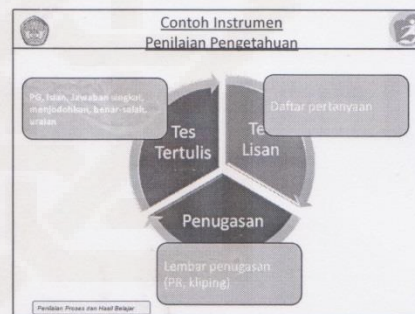 Contoh Instrumen
Penilaian Pengetahuan
PG, Isian, Jawaban singkat,
menjodohkan, benar-salah,
uraian
Daftar pertanyaan
Tes
Tertulis
Te
Lisan
Penugasan
Lembar penugasan
(PR, kliping)
Penilaian Proses dan Hasil Belajar